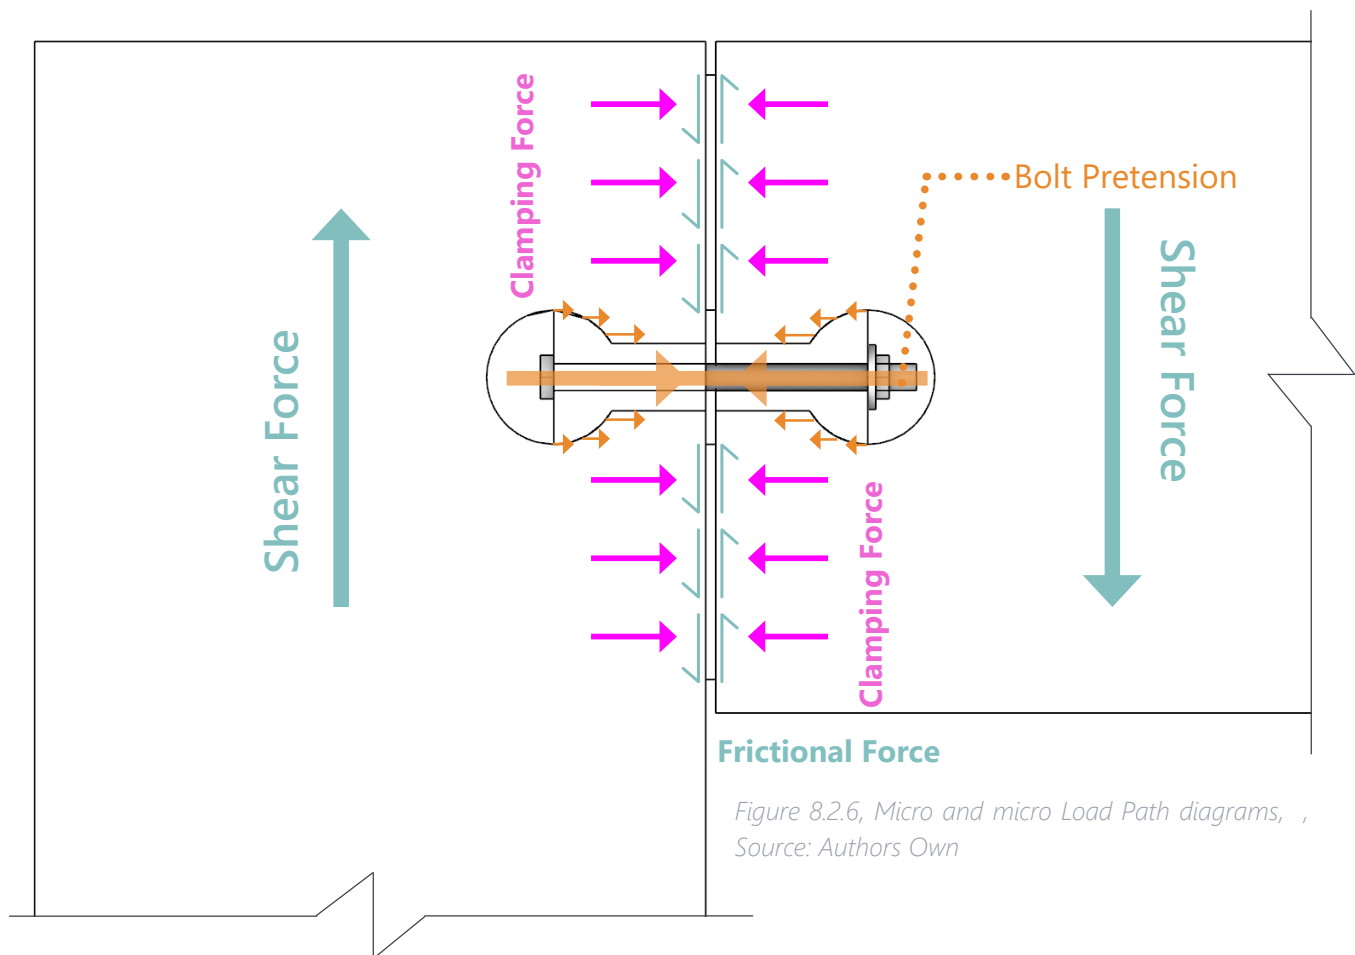 Clamping Force
Bolt Pretension
Shear Force
Shear Force
Clamping Force
Frictional Force
Figure 8.2.6, Micro and micro Load Path diagrams,  ,
Source: Authors Own